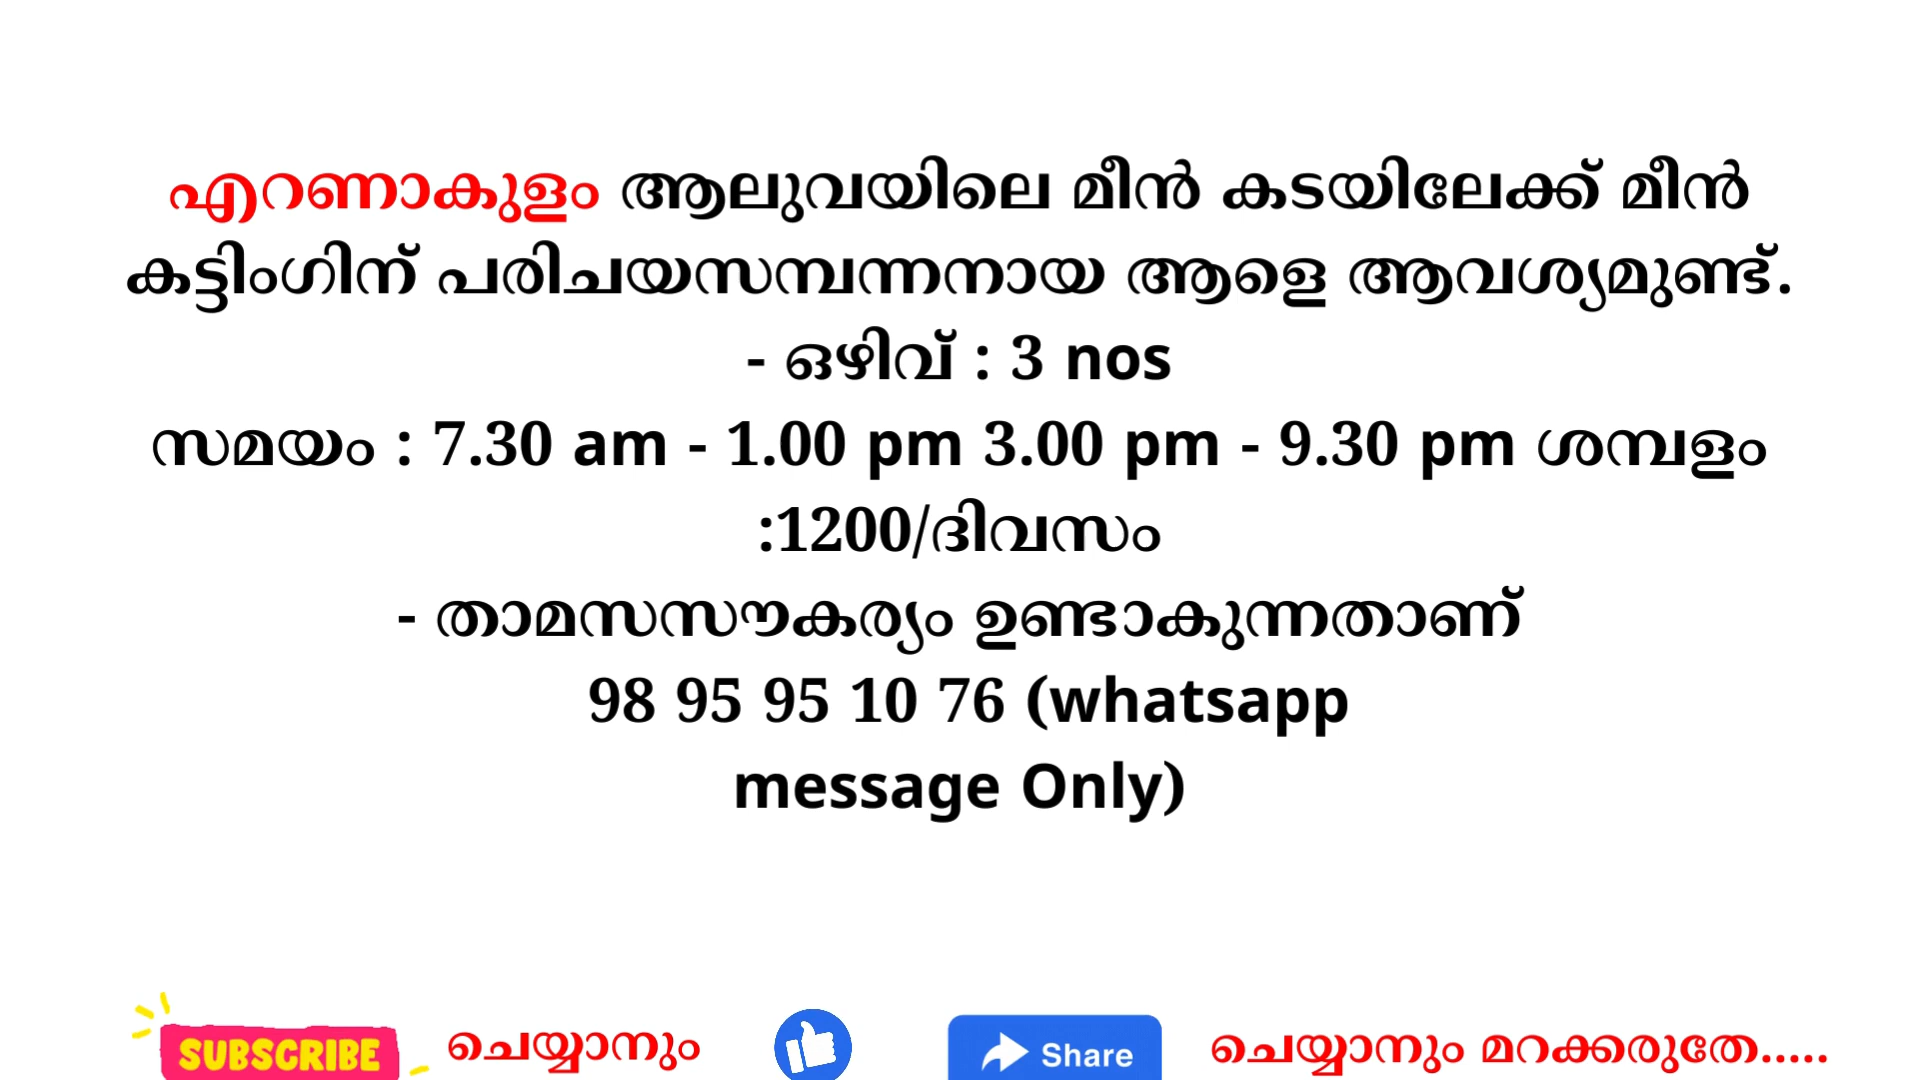 എറണാകുളം ആലുവയിലെ മീൻ കടയിലേക്ക് മീൻ
കട്ടിംഗിന് പരിചയസമ്പന്നനായ ആളെ ആവശ്യമുണ്ട്.
- ഒഴിവ് : 3 nos
സമയം : 7.30 am - 1.00 pm 3.00 pm - 9.30 pm ശമ്പളം
:1200/ദിവസം
- താമസസൗകര്യം ഉണ്ടാകുന്നതാണ്
98 95 95 10 76 (whatsapp
message Only)
SUBSCRIBE ചെയ്യാനും Share ചെയ്യാനും മറക്കരുതേ.....